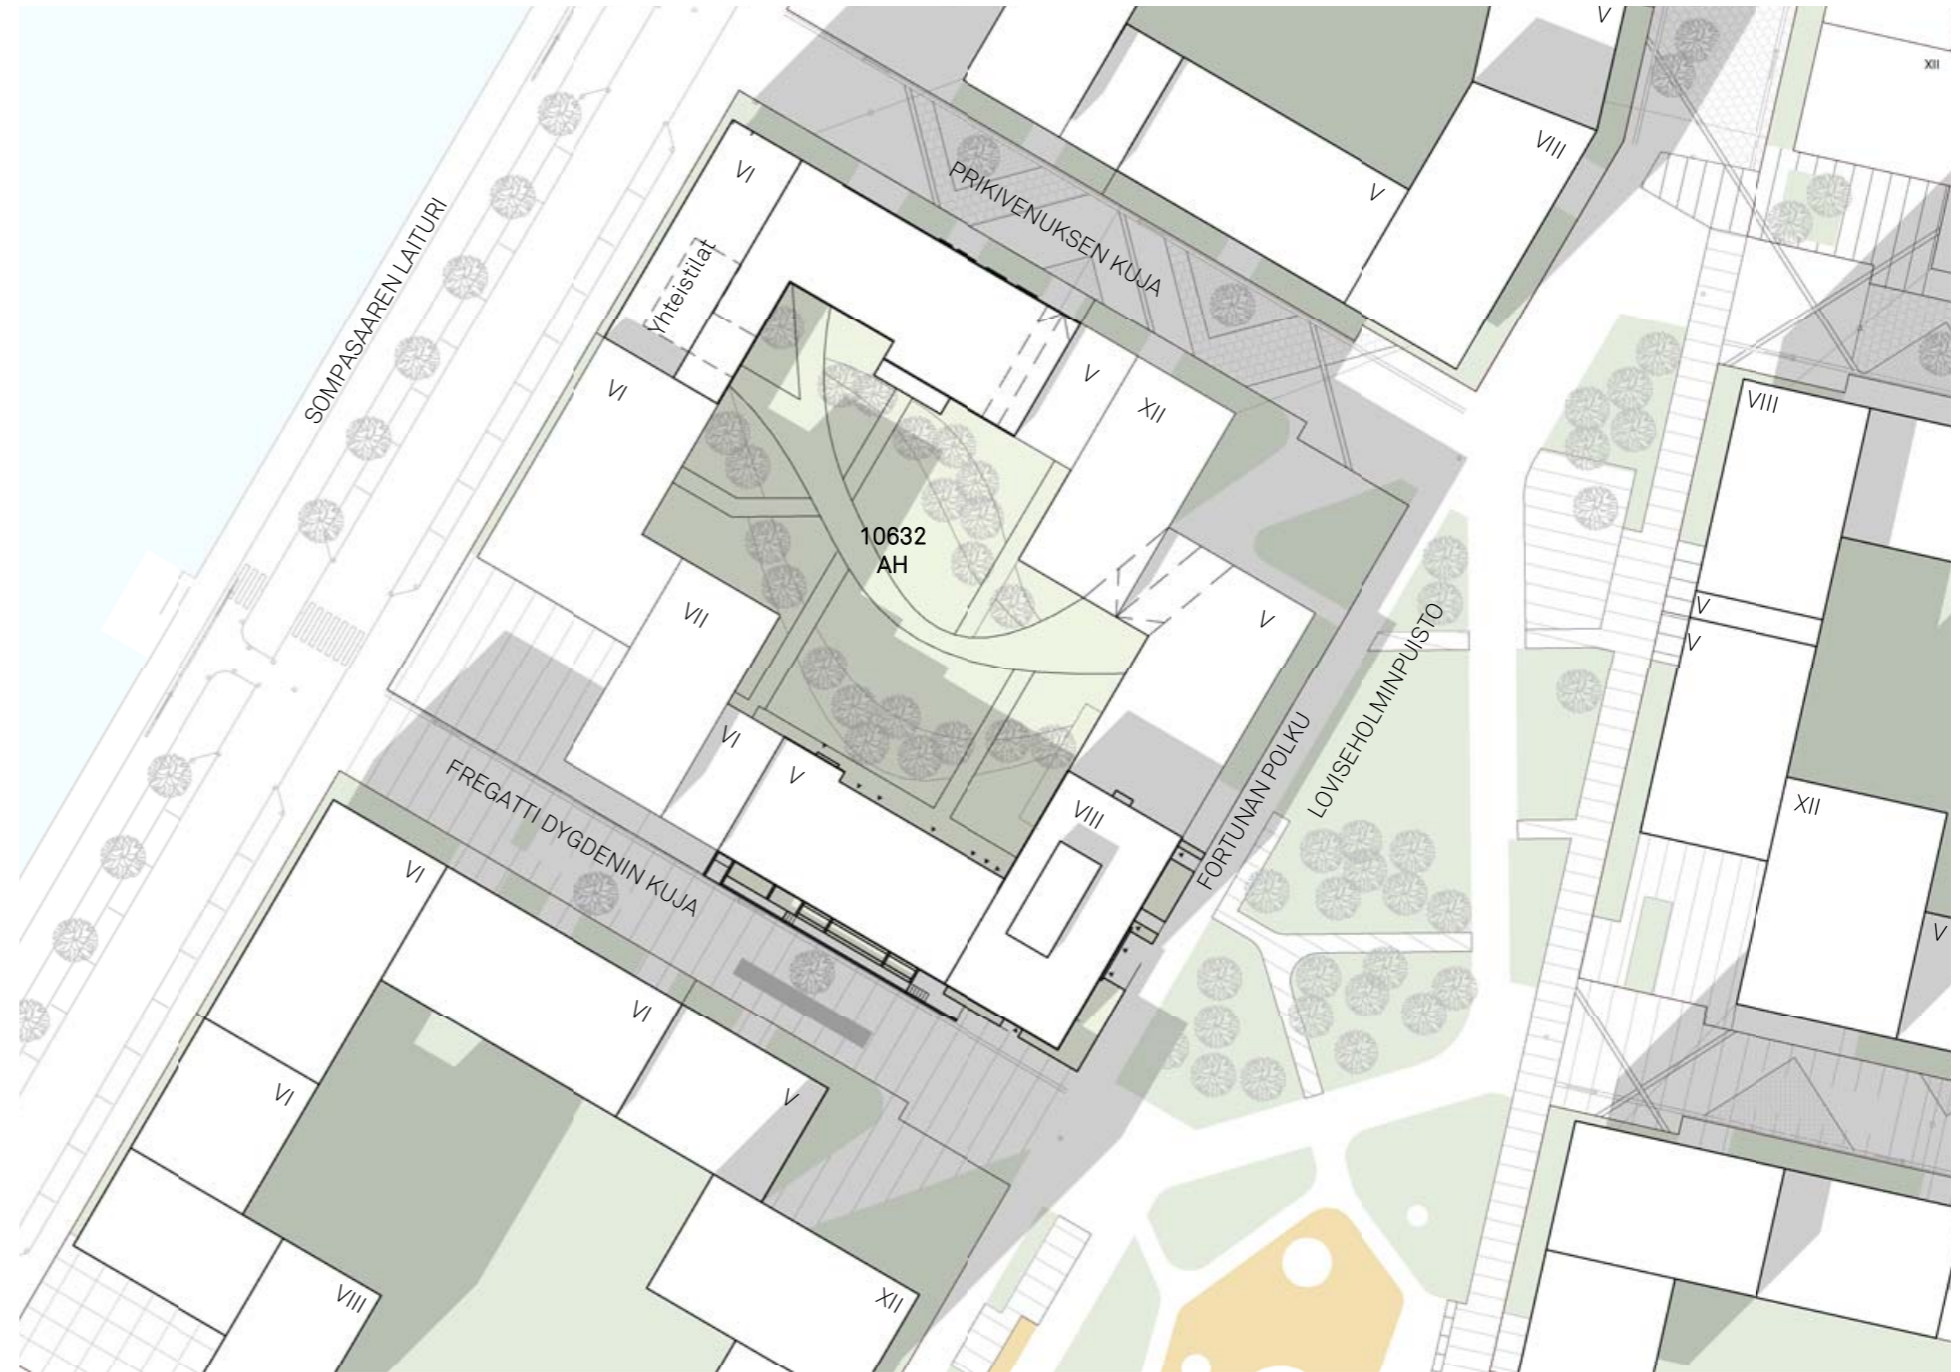 V
XII
VIII
V
VI
PRIKIVENUKSEN KUJA
SOMPASAAREN LAITURI
Yhteistilat
VI
V
XII
VIII
10632
AH
VII
V
V
V
LOVISEHOLMINPUISTO
VI
V
FORTUNAN POLKU
VIII
XII
FREGATTI DYGDENIN KUJA
VI
V
VI
VI
V
VIII
XII